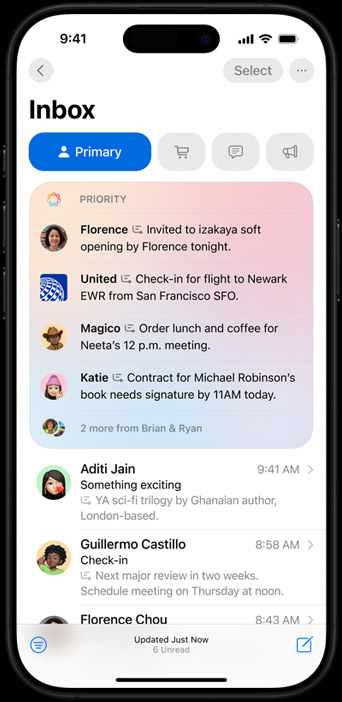 9:41
Select
Inbox
Primary
PRIORITY
Florence Invited to izakaya soft
opening by Florence tonight.
United Check-in for flight to Newark
EWR from San Francisco SFO.
Magico Order lunch and coffee for
Neeta's 12 p.m. meeting.
Katie Contract for Michael Robinson's
book needs signature by 11AM today.
2 more from Brian & Ryan
Aditi Jain 9:41 AM
Something exciting
YA sci-fi trilogy by Ghanaian author,
London-based.
Guillermo Castillo 8:58 AM
Check-in
Next major review in two weeks.
Schedule meeting on Thursday at noon.
Florence Chou 8:43 AM
Updated Just Now
6 Unread